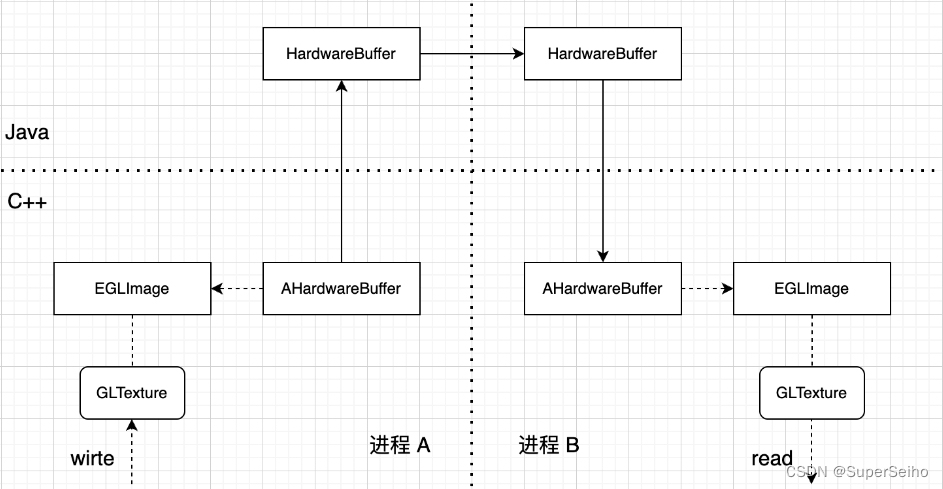 HardwareBuffer
HardwareBuffer
Java
C++
EGLImage
AHardwareBuffer
AHardwareBuffer
EGLImage
GLTexture
GLTexture
进程 A
进程 B
wirte
read
CSDN @SuperSeiho